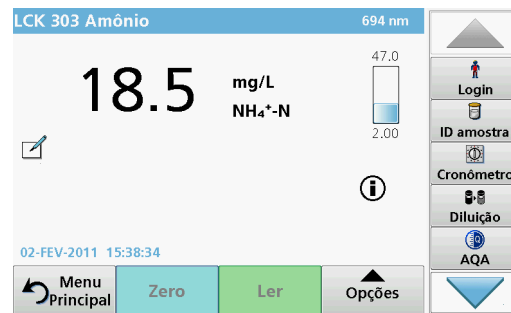 LCK 303 Amônio 694 nm
47.0
18.5 mg/L
NH₄⁺-N
2.00
02-FEV-2011 15:38:34
Menu Principal
Zero
Ler
Opções
Login
ID amostra
Cronômetro
Diluição
AQA